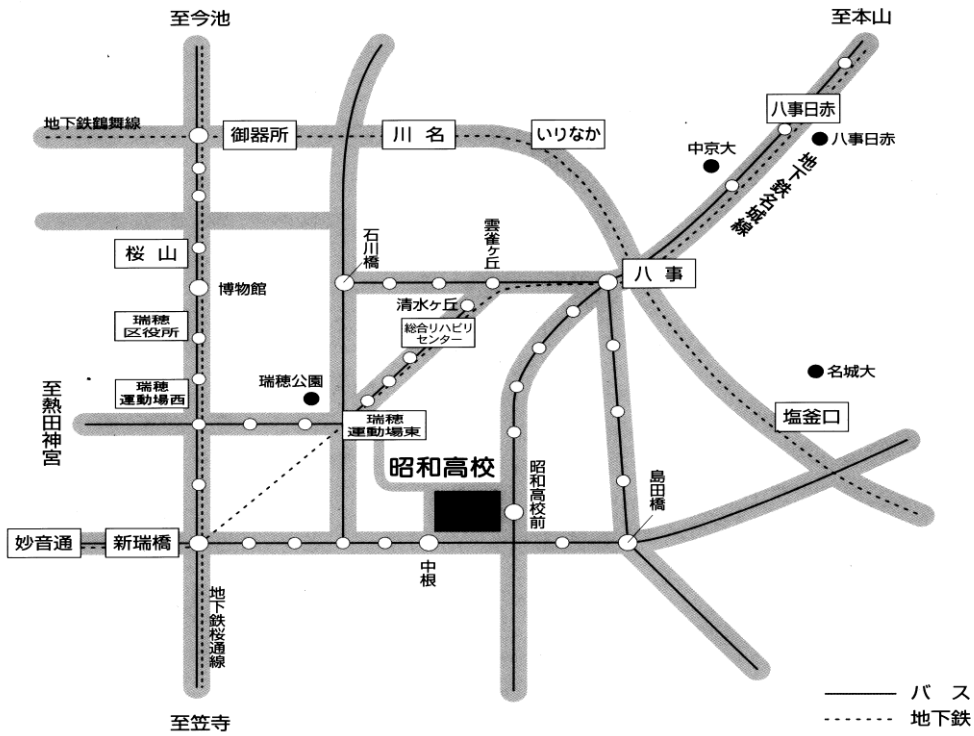 至今池
至本山
地下鉄鶴舞線
御器所
川名
いりなか
八事日赤
八事日赤
中京大
地下鉄名城線
桜山
石川橋
雲雀ヶ丘
八事
博物館
清水ヶ丘
瑞穂
区役所
総合リハビリ
センター
至熱田神宮
瑞穂
運動場西
瑞穂公園
名城大
瑞穂
運動場東
塩釜口
昭和高校
昭和高校前
島田橋
妙音通
新瑞橋
中根
地下鉄桜通線
至笠寺
バス
地下鉄